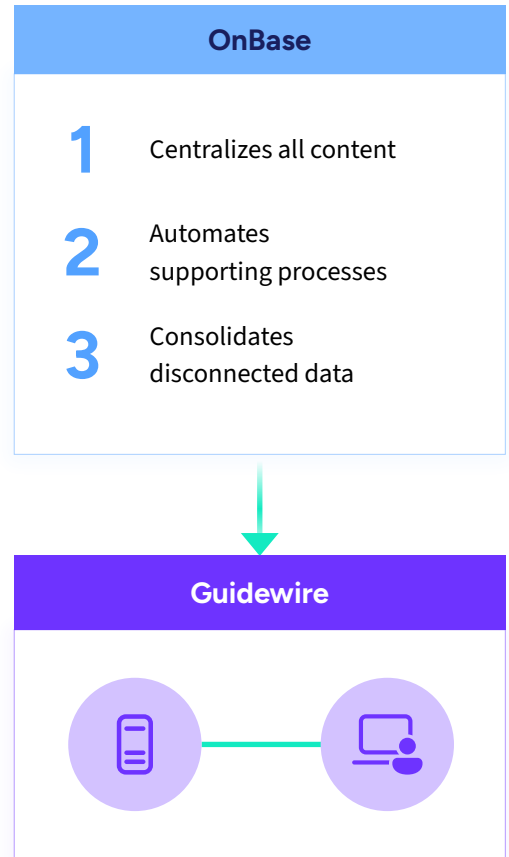 OnBase
1
Centralizes all content
2
Automates
supporting processes
3
Consolidates
disconnected data
Guidewire